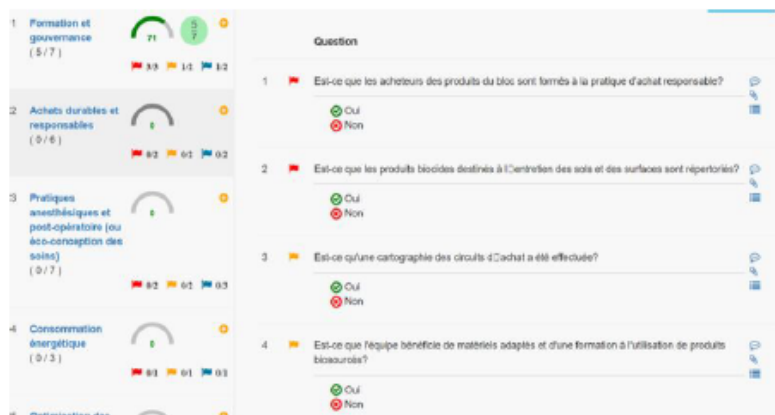 1 Formation et
gouvernance
( 5 / 7 )
71
5/7
3/3 1/2 1/2
2 Achats durables et
responsables
( 0 / 6 )
0
0/2 0/2 0/2
3 Pratiques
anesthésiques et
post-opératoire (ou
éco-conception des
soins)
( 0 / 7 )
0
0/2 0/2 0/3
4 Consommation
énergétique
( 0 / 3 )
0
0/1 0/1 0/1
Question
1 Est-ce que les acheteurs des produits du bloc sont formés à la pratique d'achat responsable?
Oui
Non
2 Est-ce que les produits biocides destinés à l□entretien des sols et des surfaces sont répertoriés?
Oui
Non
3 Est-ce qu'une cartographie des circuits d□achat a été effectuée?
Oui
Non
4 Est-ce que l'équipe bénéficie de matériels adaptés et d'une formation à l'utilisation de produits
biosourcés?
Oui
Non